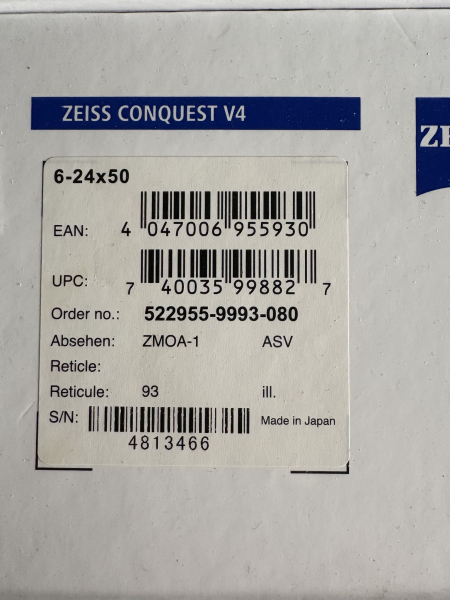 ZEISS CONQUEST V4
ZE
6-24x50
EAN: 4 047006 955930
UPC: 7 40035 99882 7
Order no.: 522955-9993-080
Absehen: ZMOA-1 ASV
Reticle:
Reticule: 93 ill.
S/N: 4813466 Made in Japan